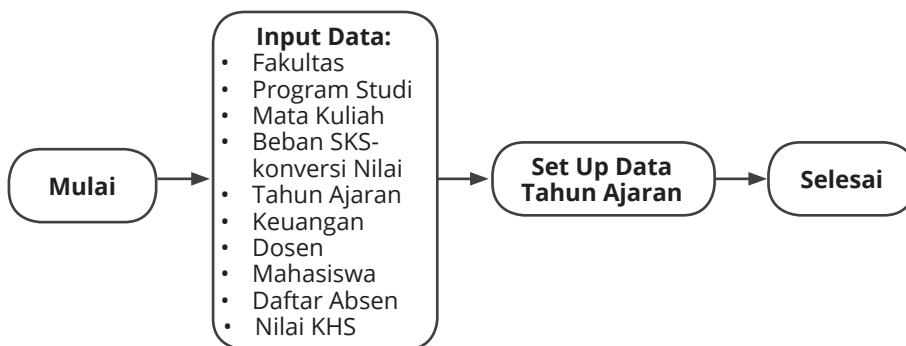 Mulai
Input Data:
• Fakultas
• Program Studi
• Mata Kuliah
• Beban SKS-
konversi Nilai
• Tahun Ajaran
• Keuangan
• Dosen
• Mahasiswa
• Daftar Absen
• Nilai KHS
Set Up Data
Tahun Ajaran
Selesai